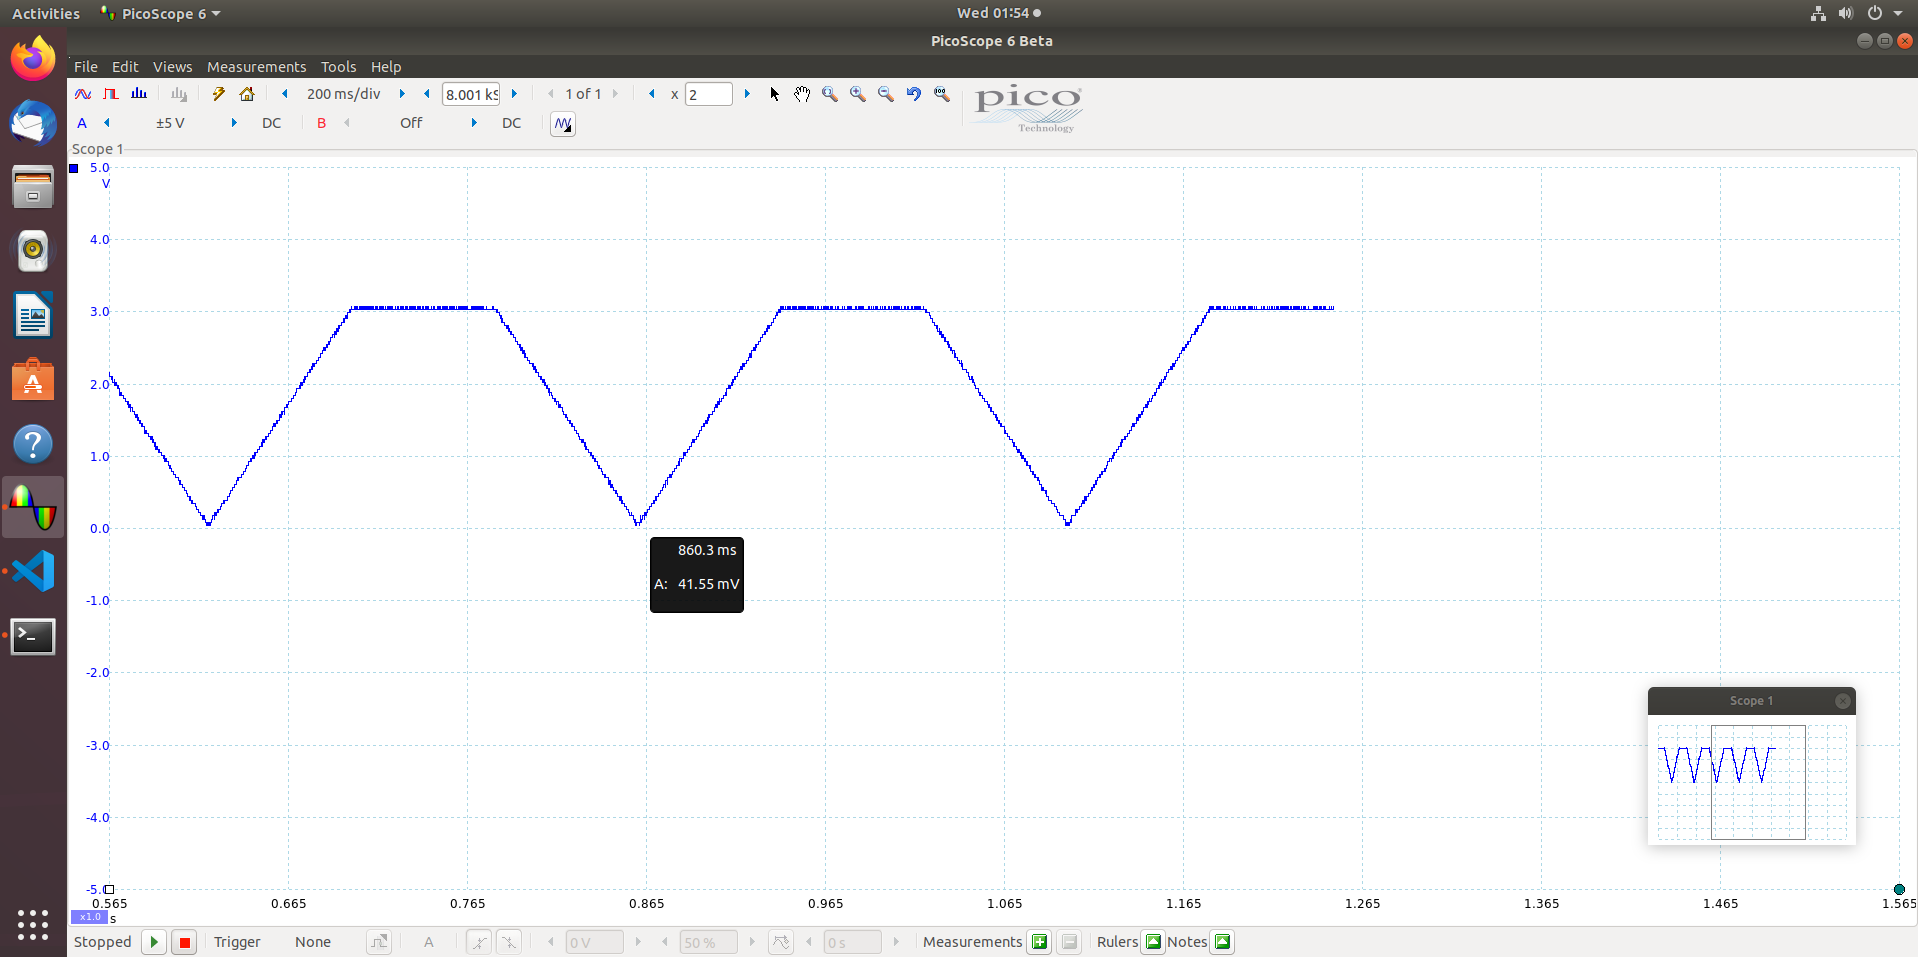 Activities PicoScope 6 Wed 01:54
PicoScope 6 Beta
File Edit Views Measurements Tools Help
200 ms/div 8.001 kS 1 of 1 x 2
pico
Technology
A ±5 V DC B Off DC
Scope 1
5.0
V
4.0
3.0
2.0
1.0
0.0
860.3 ms
A: 41.55 mV
-1.0
-2.0
-3.0
-4.0
-5.0
Scope 1
0.565 0.665 0.765 0.865 0.965 1.065 1.165 1.265 1.365 1.465 1.565
x1.0 s
Stopped Trigger None A 0 V 50 % 0 s Measurements Rulers Notes